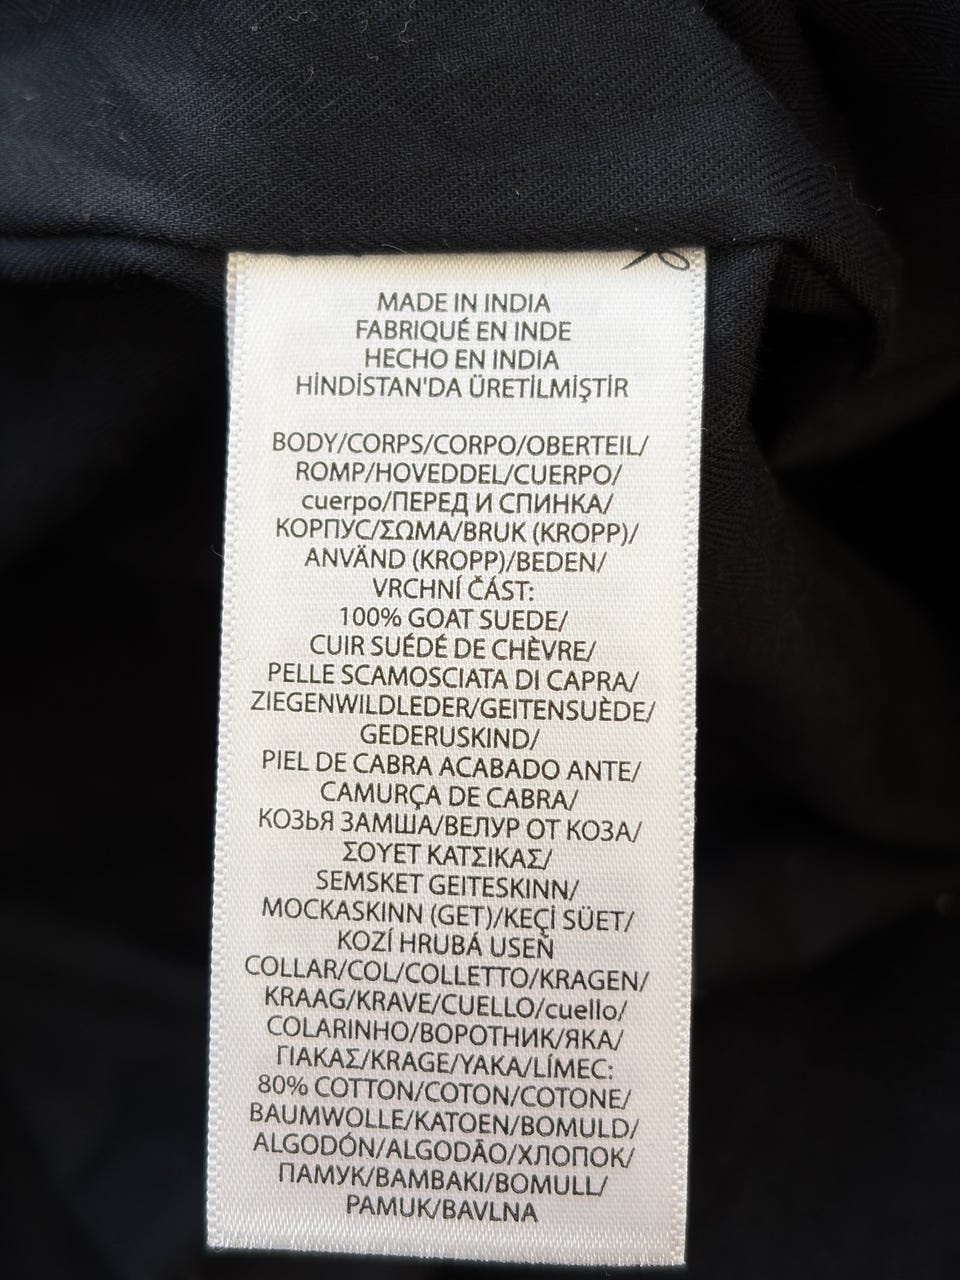 MADE IN INDIA
FABRIQUÉ EN INDE
HECHO EN INDIA
HİNDİSTAN'DA ÜRETİLMİŞTİR
BODY/CORPS/CORPO/OBERTEIL/
ROMP/HOVEDDEL/CUERPO/
cuerpo/ПЕРЕД И СПИНКА/
КОРПУС/ΣΩΜΑ/BRUK (KROPP)/
ANVÄND (KROPP)/BEDEN/
VRCHNÍ ČÁST:
100% GOAT SUEDE/
CUIR SUÉDÉ DE CHÈVRE/
PELLE SCAMOSCIATA DI CAPRA/
ZIEGENWILDLEDER/GEITENSUÈDE/
GEDERUSKIND/
PIEL DE CABRA ACABADO ANTE/
CAMURÇA DE CABRA/
КОЗЬЯ ЗАМША/ВЕЛУР ОТ КОЗА/
ΣΟΥΕΤ ΚΑΤΣΙΚΑΣ/
SEMSKET GEITESKINN/
MOCKASKINN (GET)/KEÇİ SÜET/
KOZÍ HRUBÁ USEŇ
COLLAR/COL/COLLETTO/KRAGEN/
KRAAG/KRAVE/CUELLO/cuello/
COLARINHO/ВОРОТНИК/ЯКА/
ΓΙΑΚΑΣ/KRAGE/YAKA/LÍMEC:
80% COTTON/COTON/COTONE/
BAUMWOLLE/KATOEN/BOMULD/
ALGODÓN/ALGODÃO/ХЛОПОК/
ПАМУК/ΒΑΜΒΑΚΙ/BOMULL/
PAMUK/BAVLNA